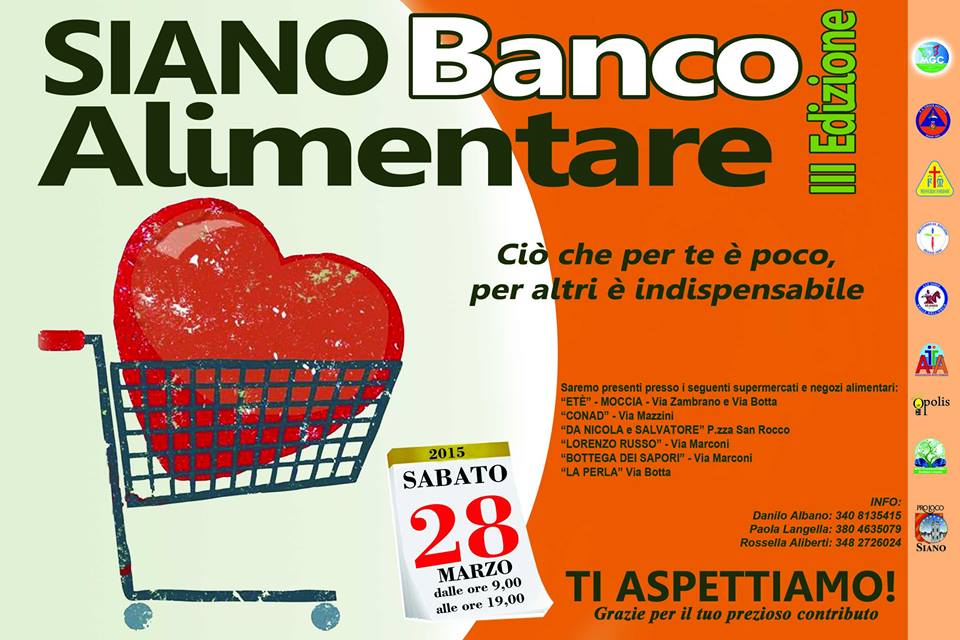 SIANO Banco
Alimentare
III Edizione
Ciò che per te è poco,
per altri è indispensabile
Saremo presenti presso i seguenti supermercati e negozi alimentari:
“ETÈ” - MOCCIA - Via Zambrano e Via Botta
“CONAD” - Via Mazzini
“DA NICOLA e SALVATORE” P.zza San Rocco
“LORENZO RUSSO” - Via Marconi
“BOTTEGA DEI SAPORI” - Via Marconi
“LA PERLA” Via Botta
2015
SABATO
28
MARZO
dalle ore 9,00
alle ore 19,00
INFO:
Danilo Albano: 340 8135415
Paola Langella: 380 4635079
Rossella Aliberti: 348 2726024
TI ASPETTIAMO!
Grazie per il tuo prezioso contributo
MGC
opolis
PRO LOCO
SIANO